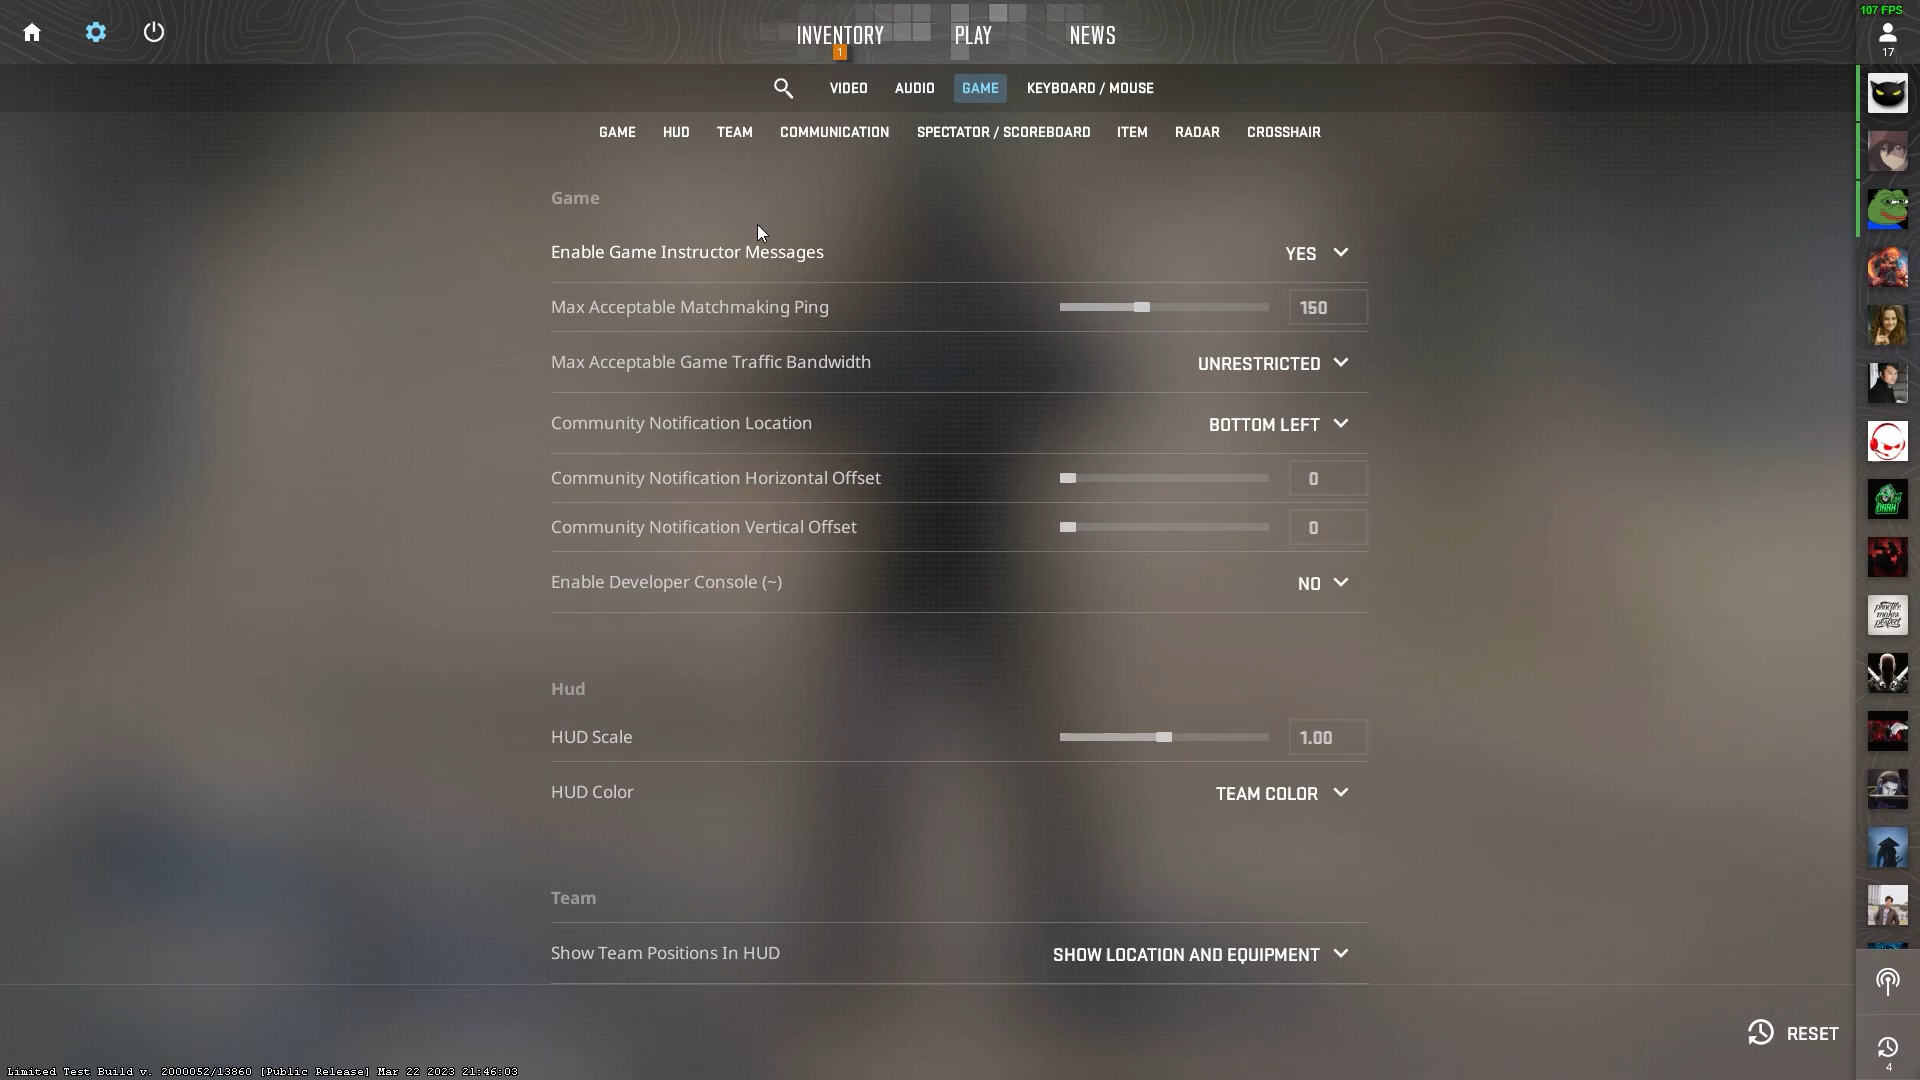 107 FPS
INVENTORY PLAY NEWS
1
17
VIDEO AUDIO GAME KEYBOARD / MOUSE
GAME HUD TEAM COMMUNICATION SPECTATOR / SCOREBOARD ITEM RADAR CROSSHAIR
Game
Enable Game Instructor Messages YES
Max Acceptable Matchmaking Ping 150
Max Acceptable Game Traffic Bandwidth UNRESTRICTED
Community Notification Location BOTTOM LEFT
Community Notification Horizontal Offset 0
Community Notification Vertical Offset 0
Enable Developer Console (~) NO
practice
makes
perfect
Hud
HUD Scale 1.00
HUD Color TEAM COLOR
Team
Show Team Positions In HUD SHOW LOCATION AND EQUIPMENT
RESET
4
Limited Test Build v. 2000052/13860 [Public Release] Mar 22 2023 21:46:03